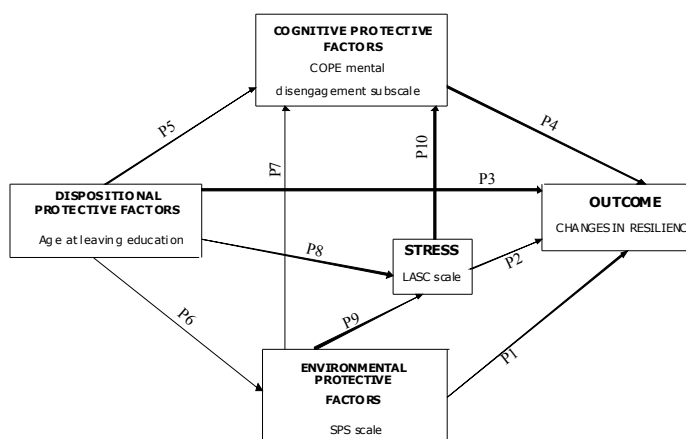 COGNITIVE PROTECTIVE
FACTORS
COPE mental
disengagement subscale
P5
P7
P10
P4
P3
DISPOSITIONAL
PROTECTIVE FACTORS
Age at leaving education
OUTCOME
CHANGES IN RESILIENC
P8
STRESS
LASC scale
P2
P6
P9
P1
ENVIRONMENTAL
PROTECTIVE
FACTORS
SPS scale